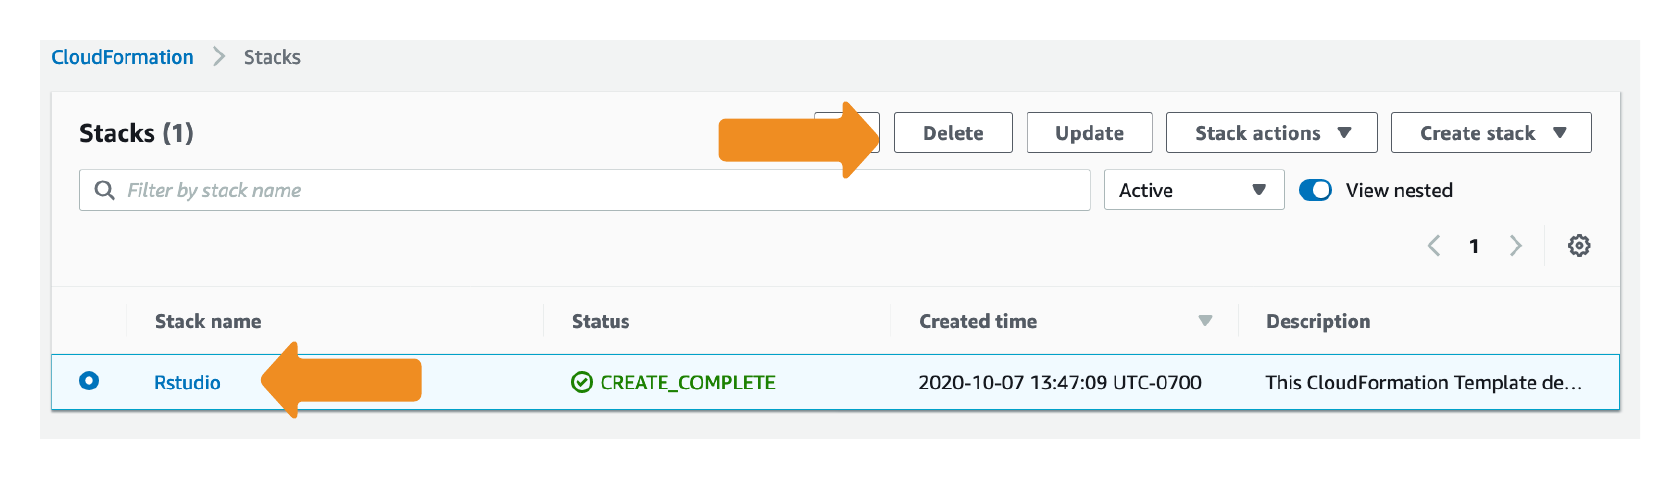 CloudFormation > Stacks
Stacks (1)
Delete
Update
Stack actions
Create stack
Filter by stack name
Active
View nested
1
Stack name Status Created time Description
Rstudio CREATE_COMPLETE 2020-10-07 13:47:09 UTC-0700 This CloudFormation Template de...